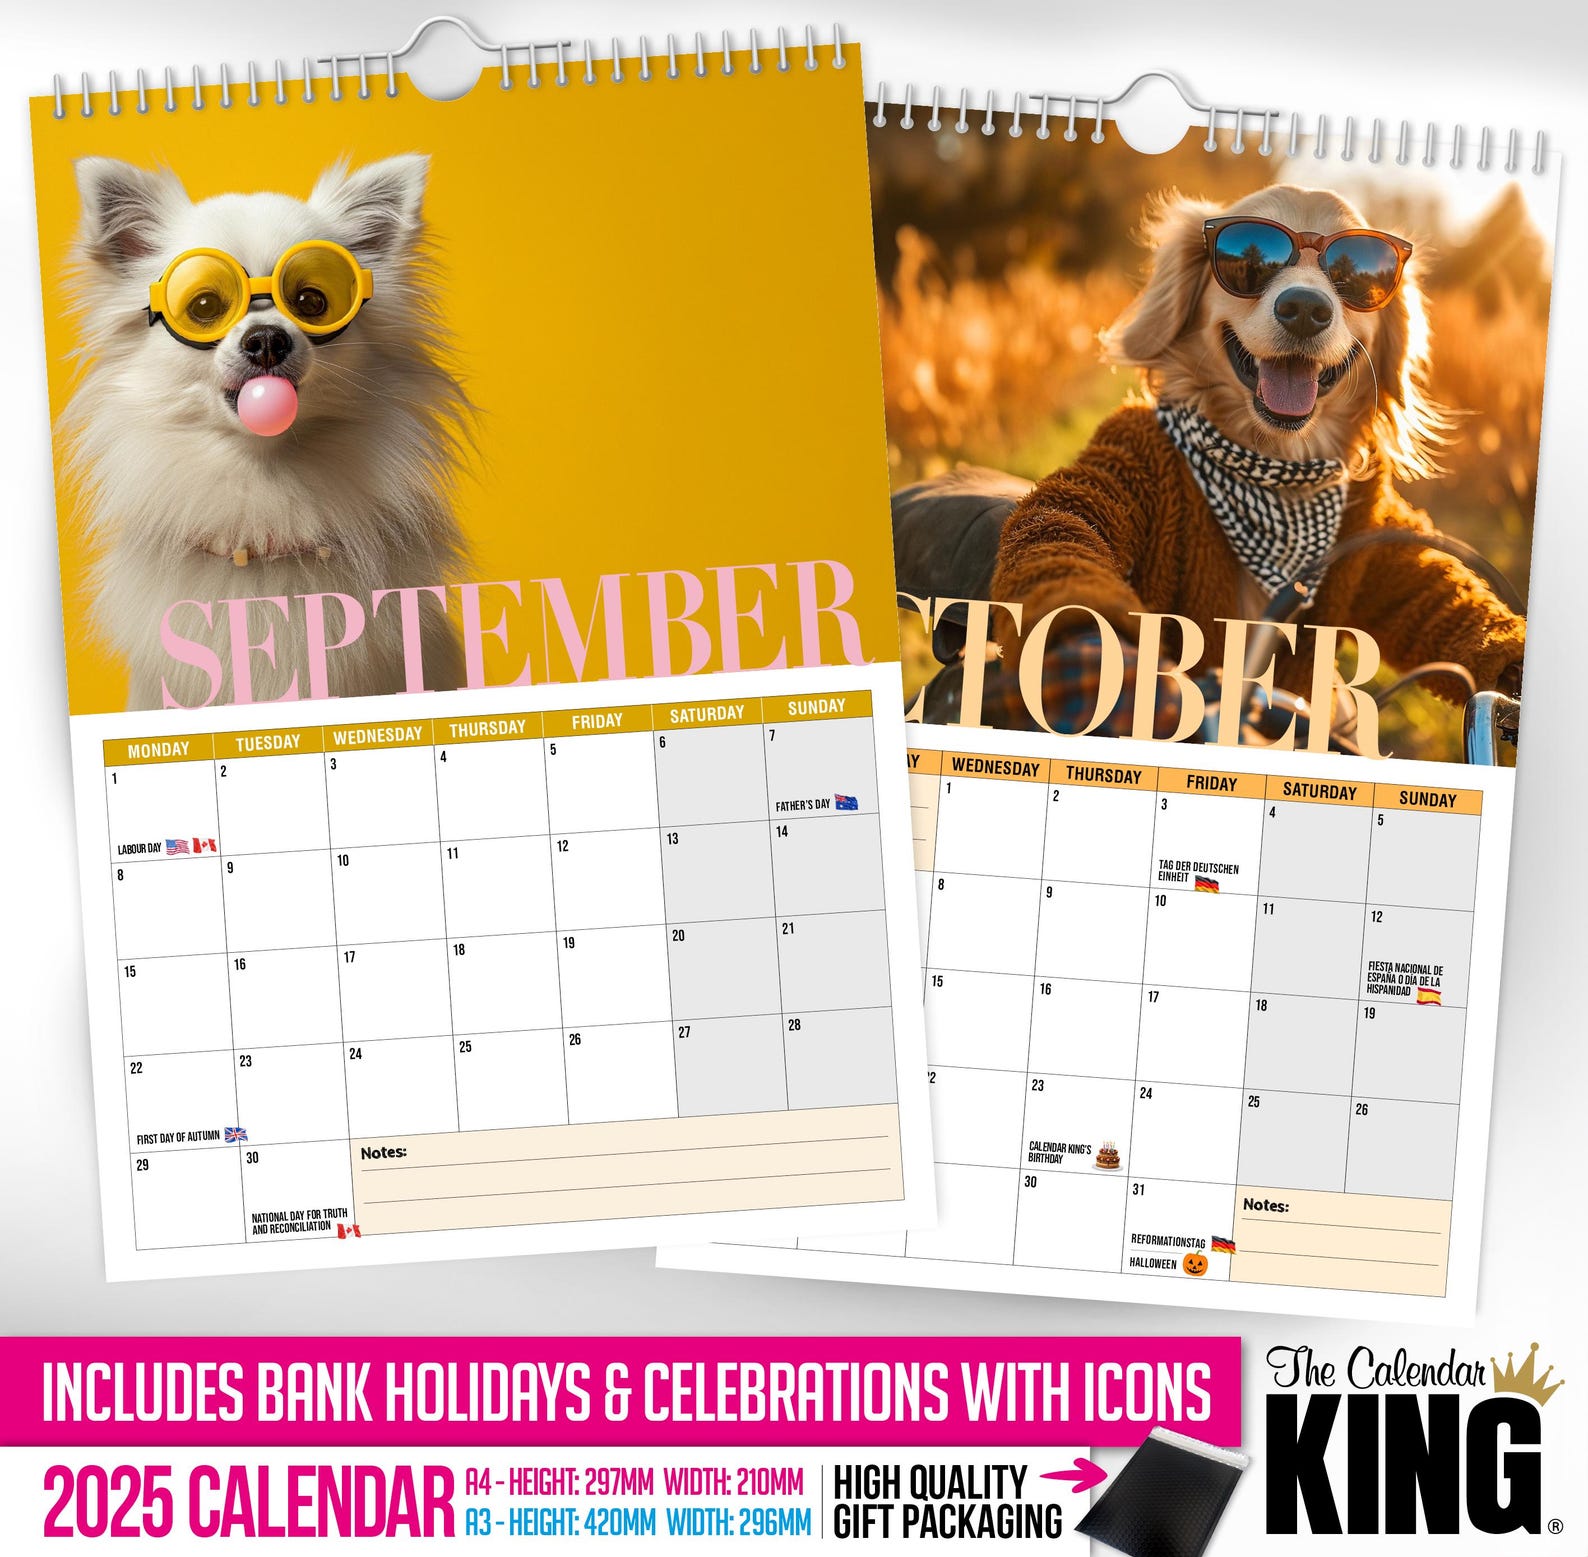 SEPTEMBER
MONDAY TUESDAY WEDNESDAY THURSDAY FRIDAY SATURDAY SUNDAY
1 2 3 4 5 6 7
LABOUR DAY
FATHER'S DAY
8 9 10 11 12 13 14
15 16 17 18 19 20 21
22 23 24 25 26 27 28
FIRST DAY OF AUTUMN
29 30
Notes:
NATIONAL DAY FOR TRUTH
AND RECONCILIATION
CTOBER
AY WEDNESDAY THURSDAY FRIDAY SATURDAY SUNDAY
1 2 3 4 5
TAG DER DEUTSCHEN
EINHEIT
8 9 10 11 12
FIESTA NACIONAL DE
ESPAÑA O DÍA DE LA
HISPANIDAD
15 16 17 18 19
22 23 24 25 26
CALENDAR KING'S
BIRTHDAY
30 31
Notes:
REFORMATIONSTAG
HALLOWEEN
INCLUDES BANK HOLIDAYS & CELEBRATIONS WITH ICONS
2025 CALENDAR
A4 - HEIGHT: 297MM WIDTH: 210MM
A3 - HEIGHT: 420MM WIDTH: 296MM
HIGH QUALITY
GIFT PACKAGING
The Calendar
KING®